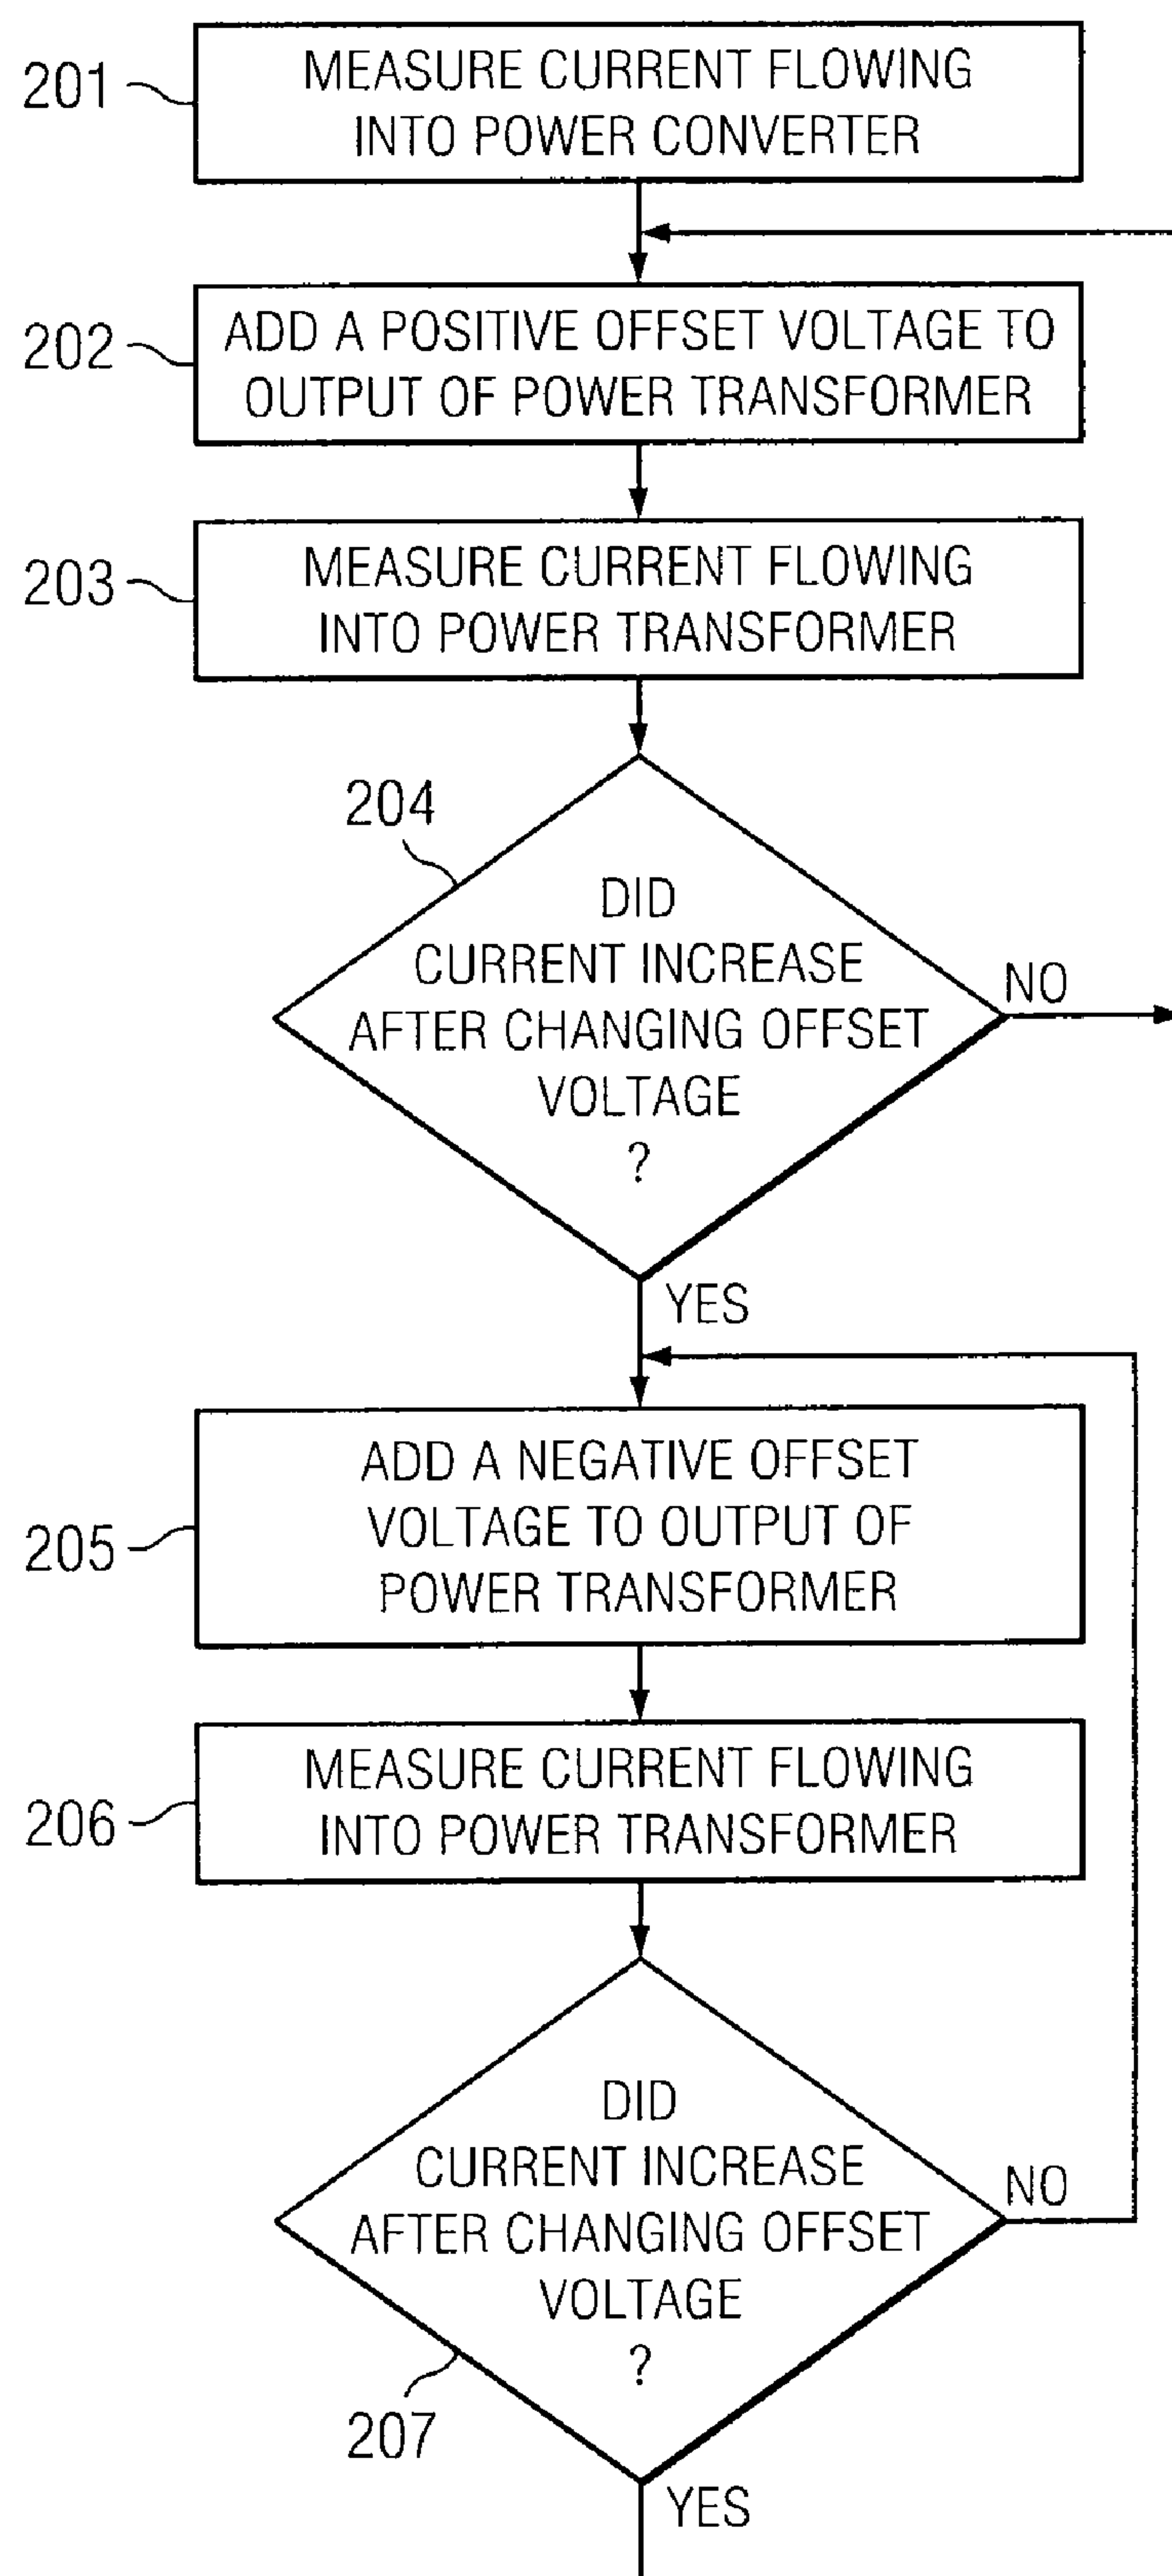 201
MEASURE CURRENT FLOWING
INTO POWER CONVERTER
202
ADD A POSITIVE OFFSET VOLTAGE TO
OUTPUT OF POWER TRANSFORMER
203
MEASURE CURRENT FLOWING
INTO POWER TRANSFORMER
204
DID
CURRENT INCREASE
AFTER CHANGING OFFSET
VOLTAGE
?
NO
YES
205
ADD A NEGATIVE OFFSET
VOLTAGE TO OUTPUT OF
POWER TRANSFORMER
206
MEASURE CURRENT FLOWING
INTO POWER TRANSFORMER
DID
CURRENT INCREASE
AFTER CHANGING OFFSET
VOLTAGE
?
NO
207
YES